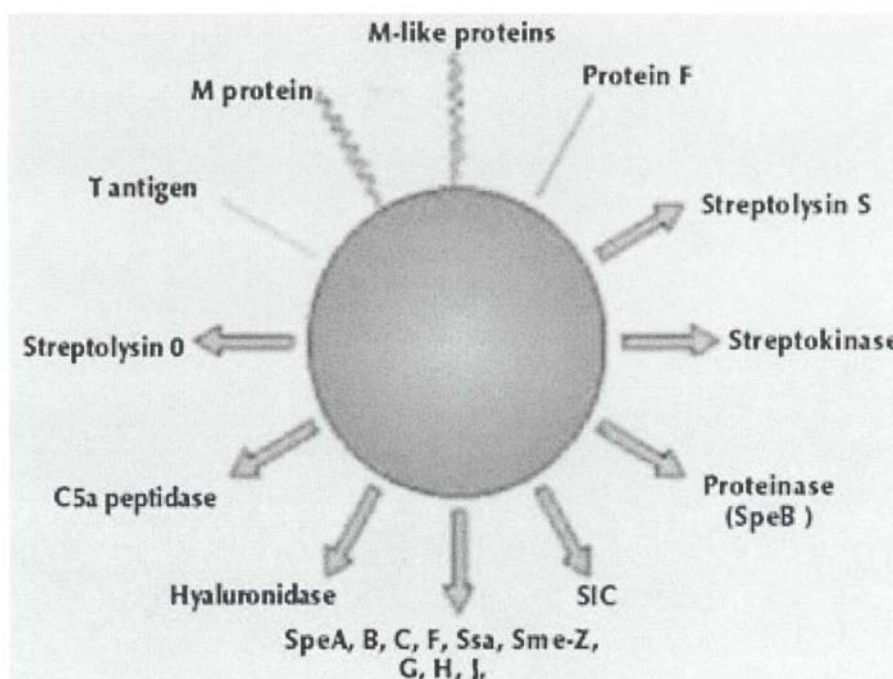 M-like proteins
M protein
Protein F
T antigen
Streptolysin S
Streptolysin 0
Streptokinase
C5a peptidase
Proteinase
(SpeB )
Hyaluronidase
SIC
SpeA, B, C, F, Ssa, Sme-Z,
G, H, J,